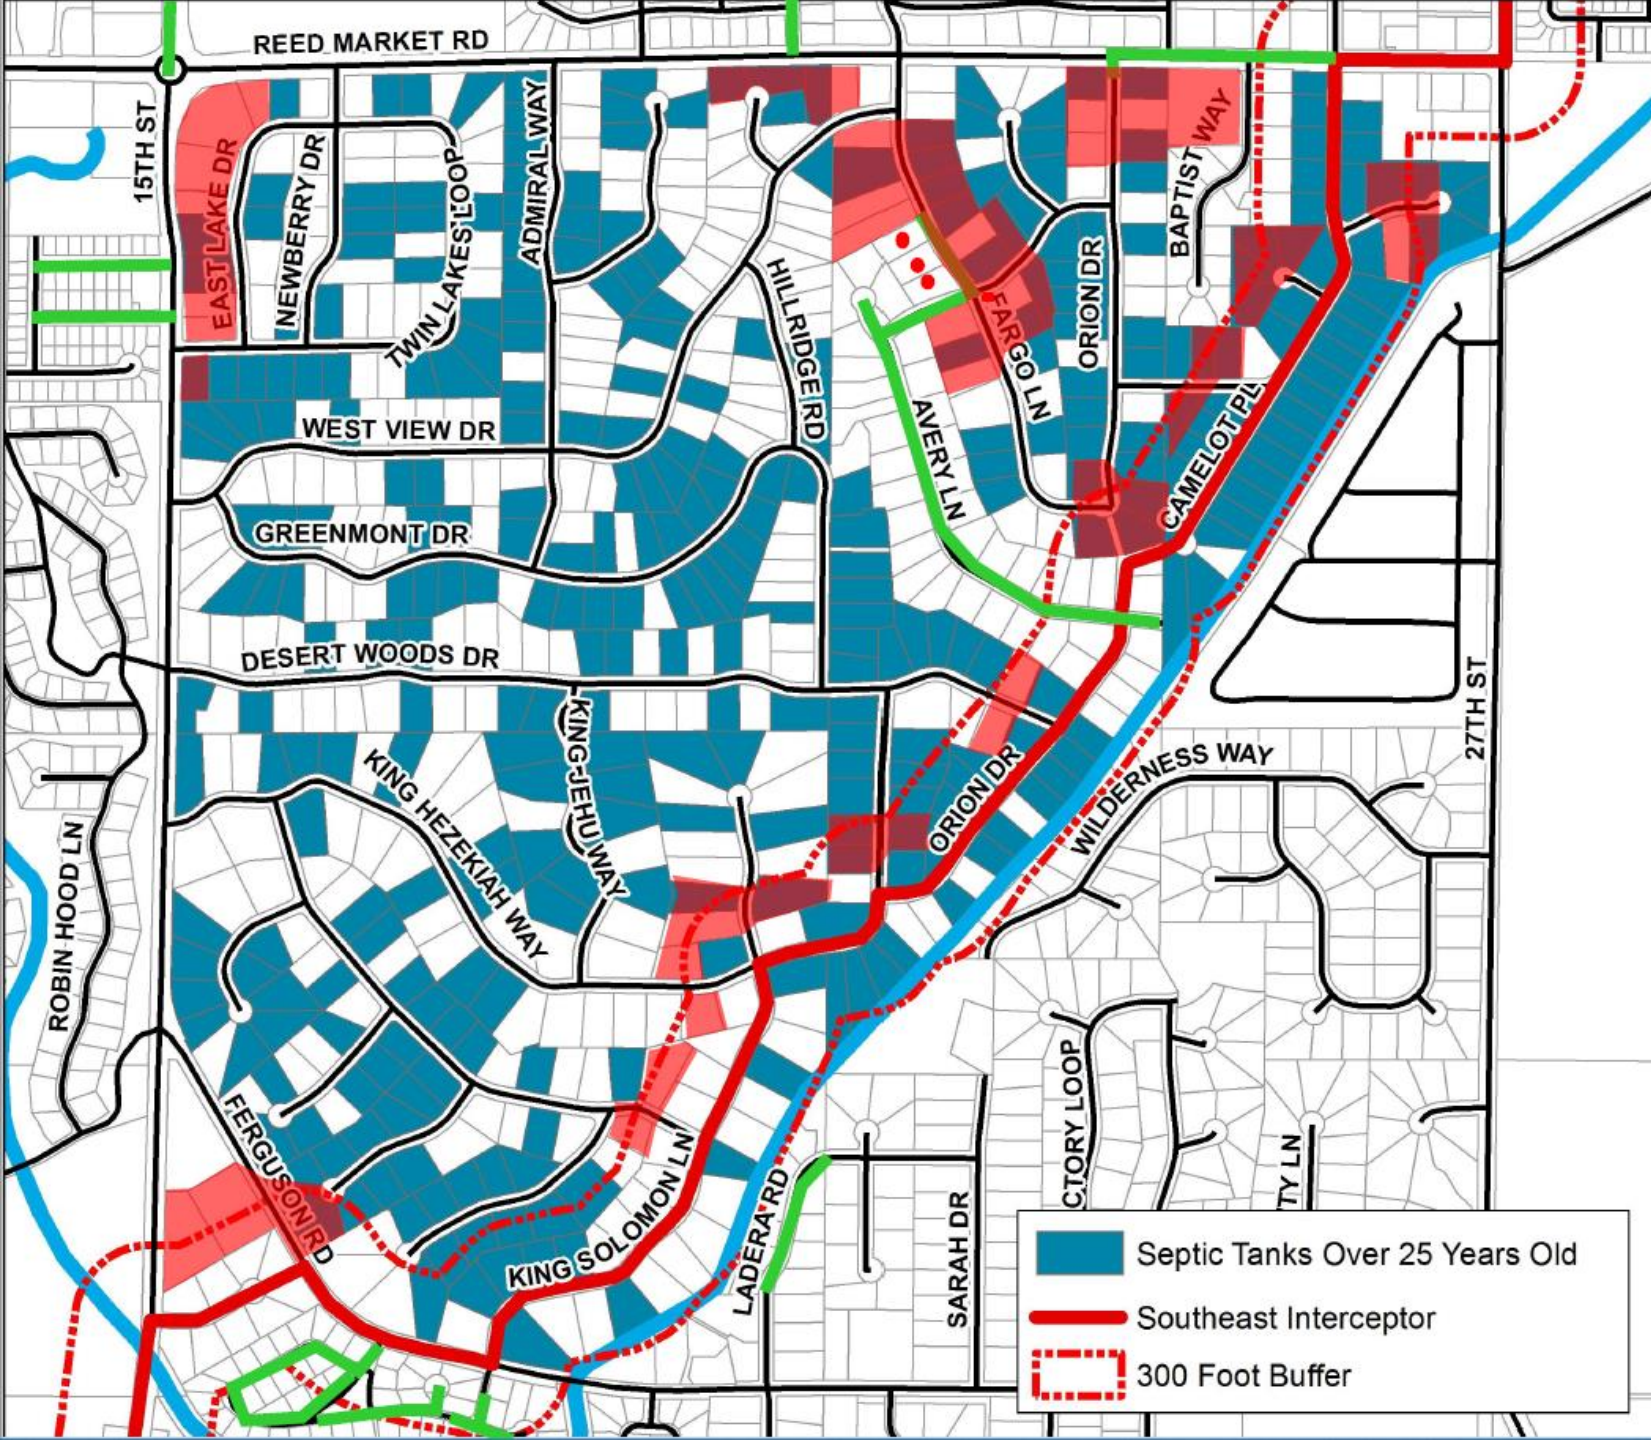 REED MARKET RD
15TH ST
EASTLAKE DR
NEWBERRY DR
TWIN LAKES LOOP
ADMIRAL WAY
HILLRIDGE RD
FARGO LN
ORION DR
BAPTIST WAY
AVERY LN
CAMELOT PL
WEST VIEW DR
GREENMONT DR
DESERT WOODS DR
KING HEZEKIAH WAY
KING JEHU WAY
ORION DR
WILDERNESS WAY
27TH ST
ROBIN HOOD LN
FERGUSON RD
KING SOLOMON LN
LADERA RD
SARAH DR
CTORY LOOP
TY LN
Septic Tanks Over 25 Years Old
Southeast Interceptor
300 Foot Buffer